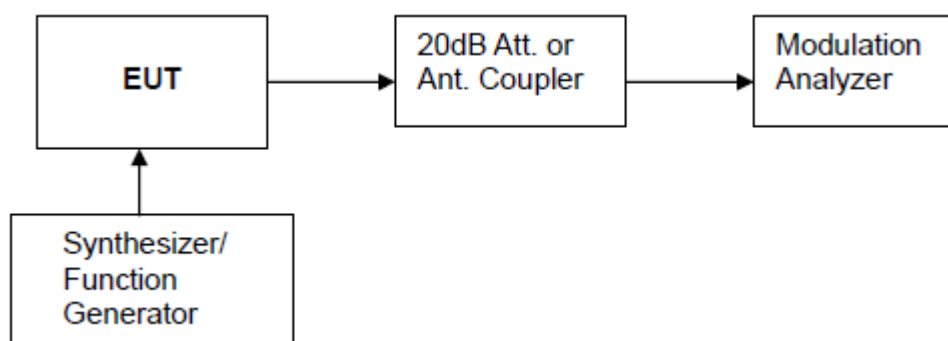 EUT
20dB Att. or
Ant. Coupler
Modulation
Analyzer
Synthesizer/
Function
Generator